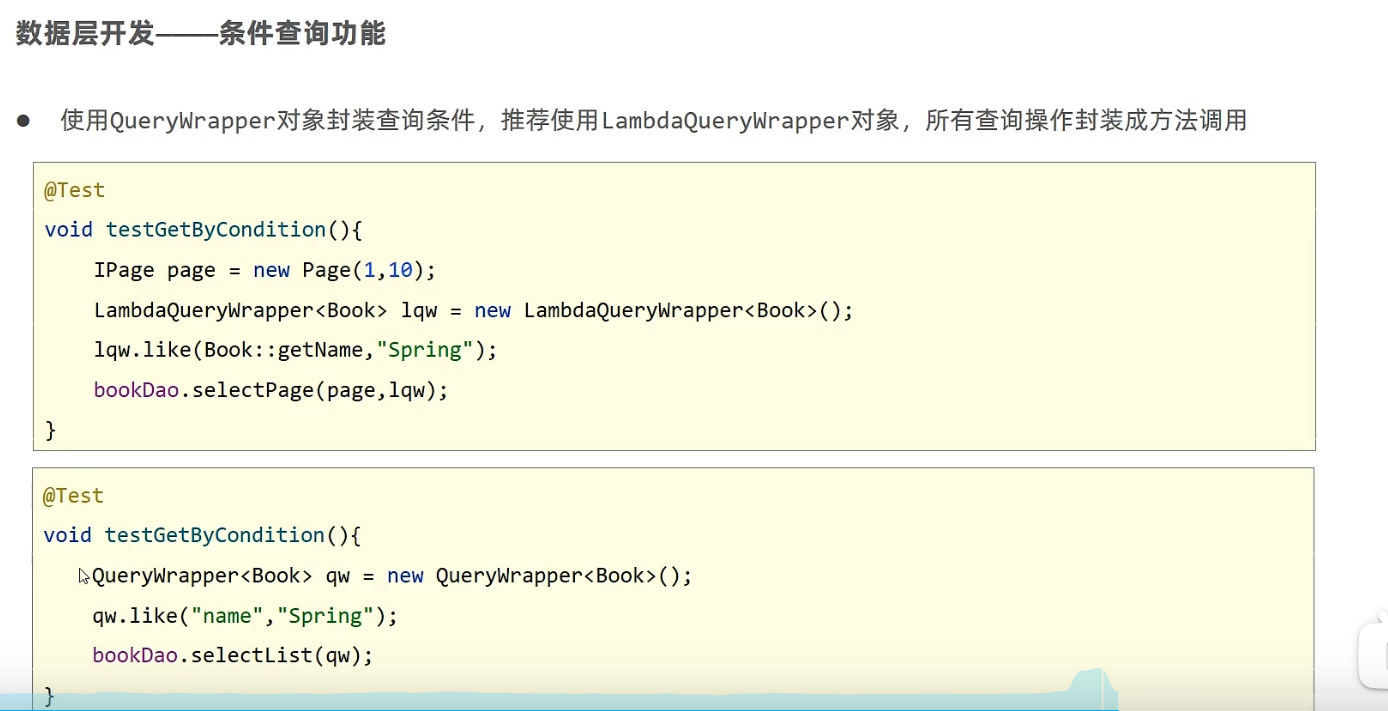 数据层开发————条件查询功能
● 使用QueryWrapper对象封装查询条件，推荐使用LambdaQueryWrapper对象，所有查询操作封装成方法调用
@Test
void testGetByCondition(){
    IPage page = new Page(1,10);
    LambdaQueryWrapper<Book> lqw = new LambdaQueryWrapper<Book>();
    lqw.like(Book::getName,"Spring");
    bookDao.selectPage(page,lqw);
}
@Test
void testGetByCondition(){
    QueryWrapper<Book> qw = new QueryWrapper<Book>();
    qw.like("name","Spring");
    bookDao.selectList(qw);
}